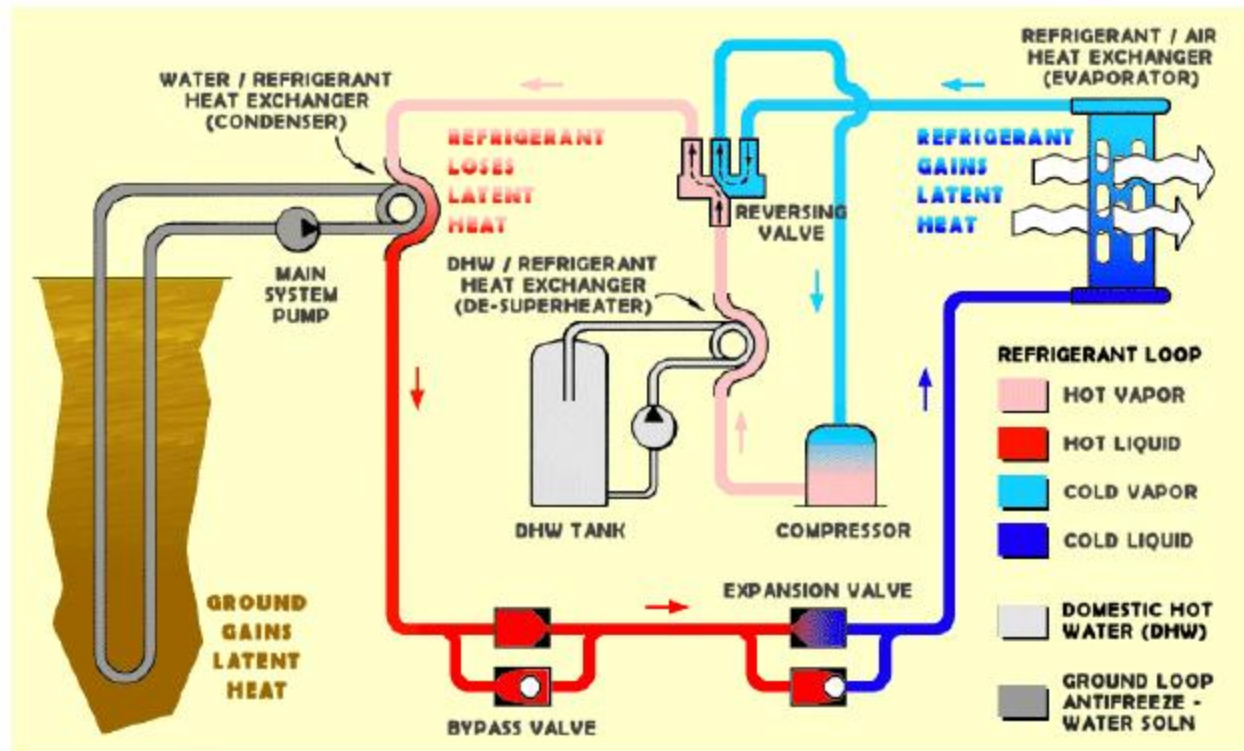 WATER / REFRIGERANT
HEAT EXCHANGER
(CONDENSER)
REFRIGERANT / AIR
HEAT EXCHANGER
(EVAPORATOR)
REFRIGERANT
LOSES
LATENT
HEAT
REFRIGERANT
GAINS
LATENT
HEAT
REVERSING
VALVE
MAIN
SYSTEM
PUMP
DHW / REFRIGERANT
HEAT EXCHANGER
(DE-SUPERHEATER)
DHW TANK
COMPRESSOR
GROUND
GAINS
LATENT
HEAT
BYPASS VALVE
EXPANSION VALVE
REFRIGERANT LOOP
HOT VAPOR
HOT LIQUID
COLD VAPOR
COLD LIQUID
DOMESTIC HOT
WATER (DHW)
GROUND LOOP
ANTIFREEZE -
WATER SOLN